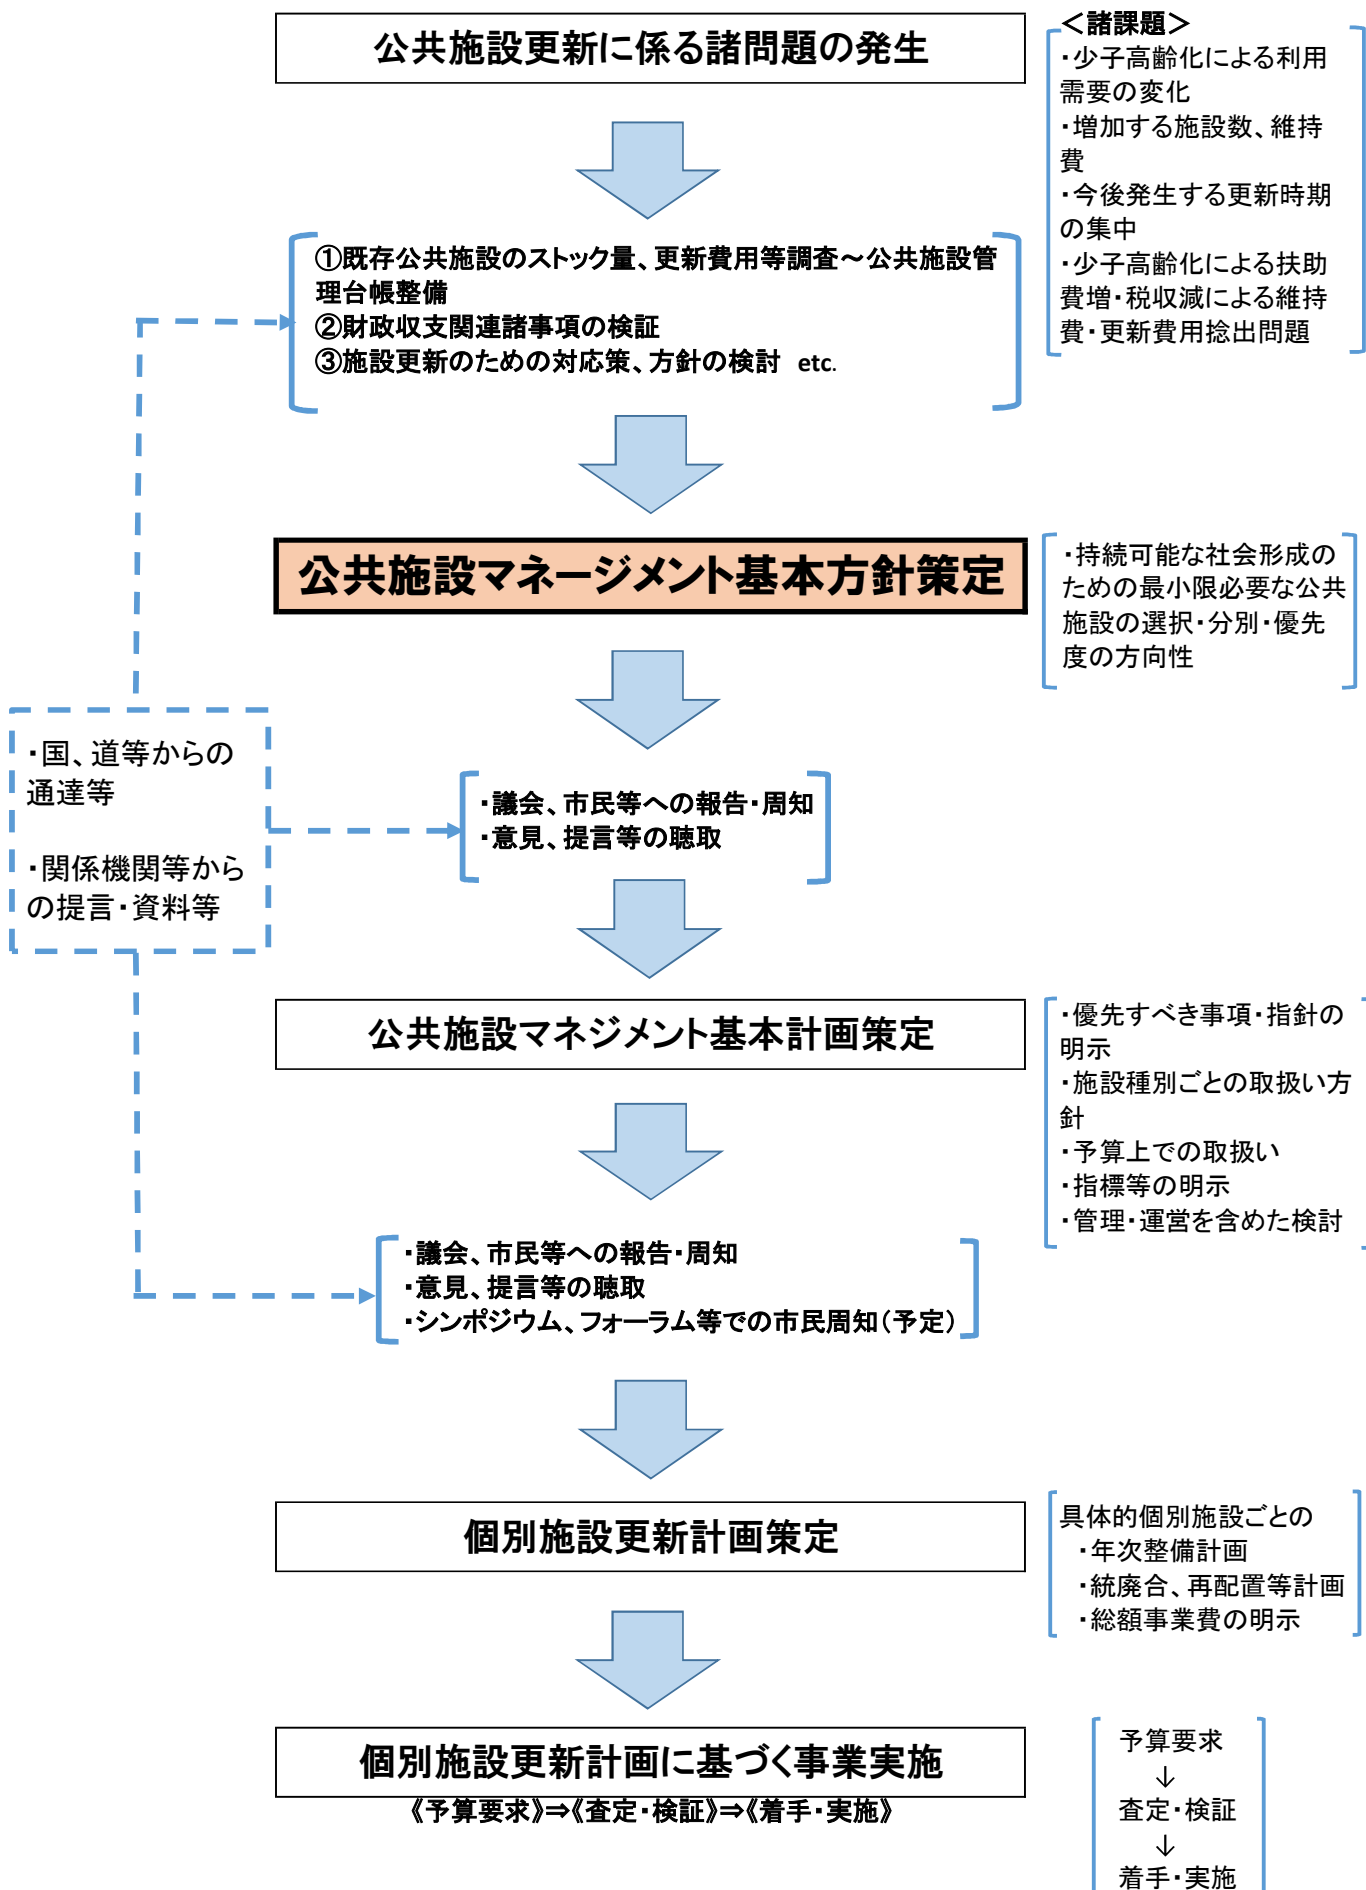 公共施設更新に係る諸問題の発生
＜諸課題＞
・少子高齢化による利用
需要の変化
・増加する施設数、維持
費
・今後発生する更新時期
の集中
・少子高齢化による扶助
費増・税収減による維持
費・更新費用捻出問題
①既存公共施設のストック量、更新費用等調査～公共施設管
理台帳整備
②財政収支関連諸事項の検証
③施設更新のための対応策、方針の検討 etc.
公共施設マネージメント基本方針策定
・持続可能な社会形成の
ための最小限必要な公共
施設の選択・分別・優先
度の方向性
・国、道等からの
通達等
・関係機関等から
の提言・資料等
・議会、市民等への報告・周知
・意見、提言等の聴取
公共施設マネジメント基本計画策定
・優先すべき事項・指針の
明示
・施設種別ごとの取扱い方
針
・予算上での取扱い
・指標等の明示
・管理・運営を含めた検討
・議会、市民等への報告・周知
・意見、提言等の聴取
・シンポジウム、フォーラム等での市民周知（予定）
個別施設更新計画策定
具体的個別施設ごとの
・年次整備計画
・統廃合、再配置等計画
・総額事業費の明示
個別施設更新計画に基づく事業実施
《予算要求》⇒《査定・検証》⇒《着手・実施》
予算要求
↓
査定・検証
↓
着手・実施